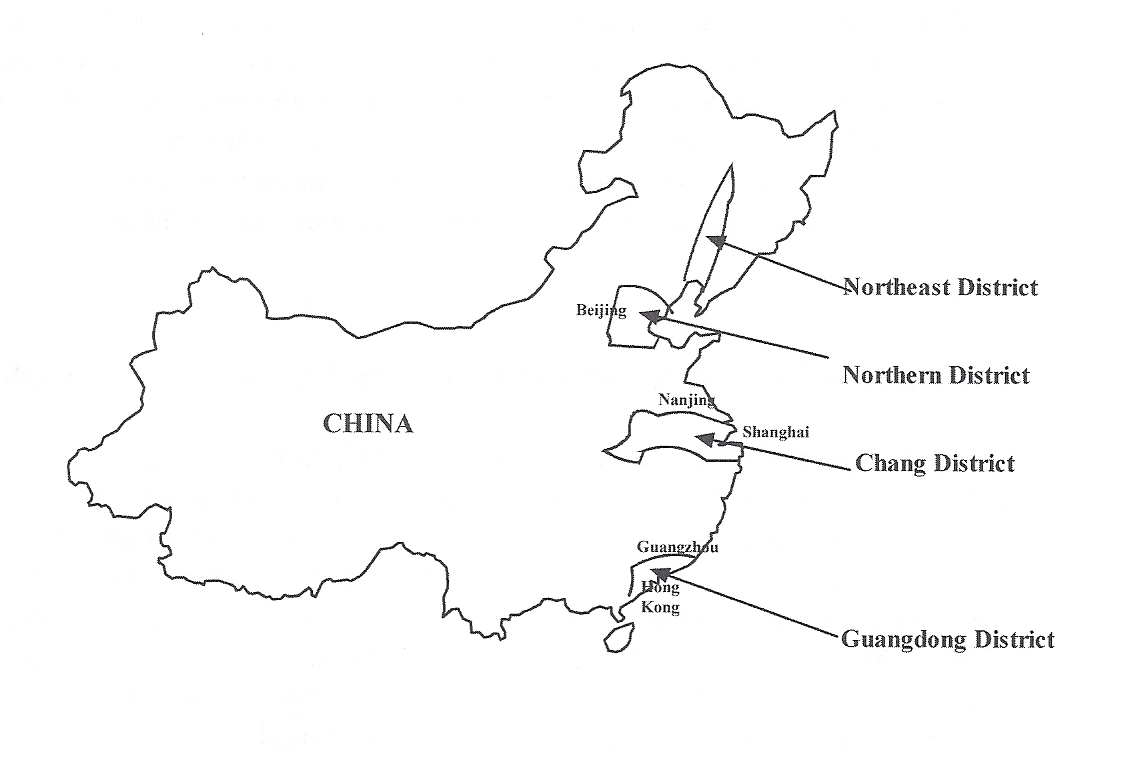 Northeast District
Beijing
Northern District
Nanjing
CHINA
Shanghai
Chang District
Guangzhou
Hong
Kong
Guangdong District